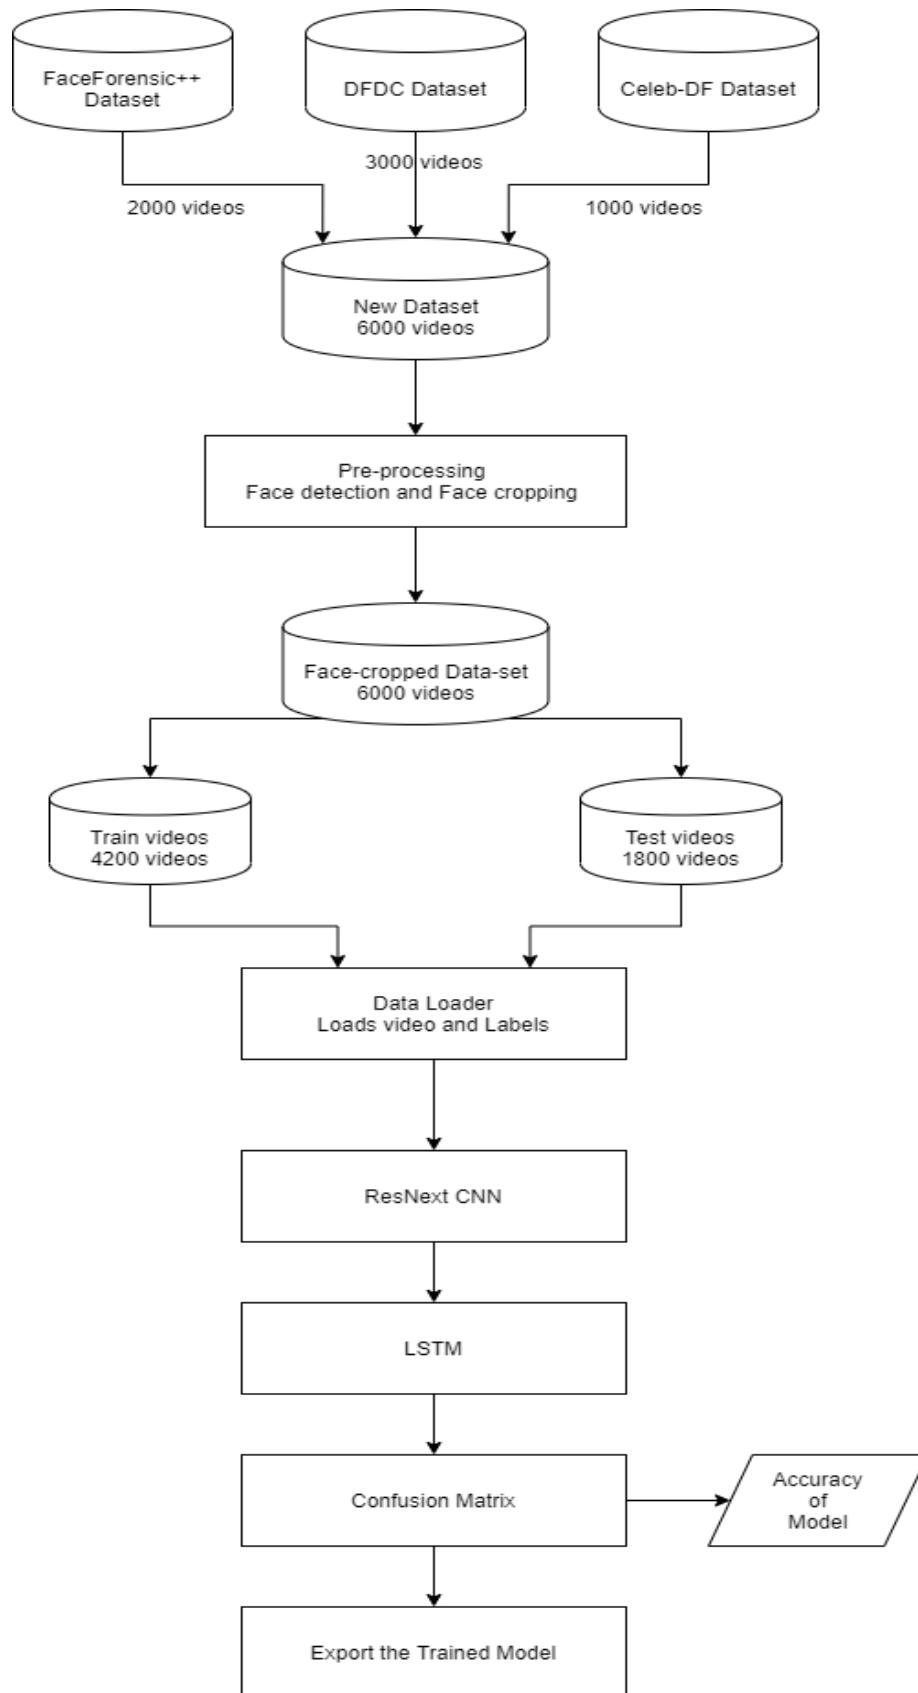 FaceForensic++
Dataset
DFDC Dataset
Celeb-DF Dataset
3000 videos
2000 videos
1000 videos
New Dataset
6000 videos
Pre-processing
Face detection and Face cropping
Face-cropped Data-set
6000 videos
Train videos
4200 videos
Test videos
1800 videos
Data Loader
Loads video and Labels
ResNext CNN
LSTM
Confusion Matrix
Accuracy
of
Model
Export the Trained Model